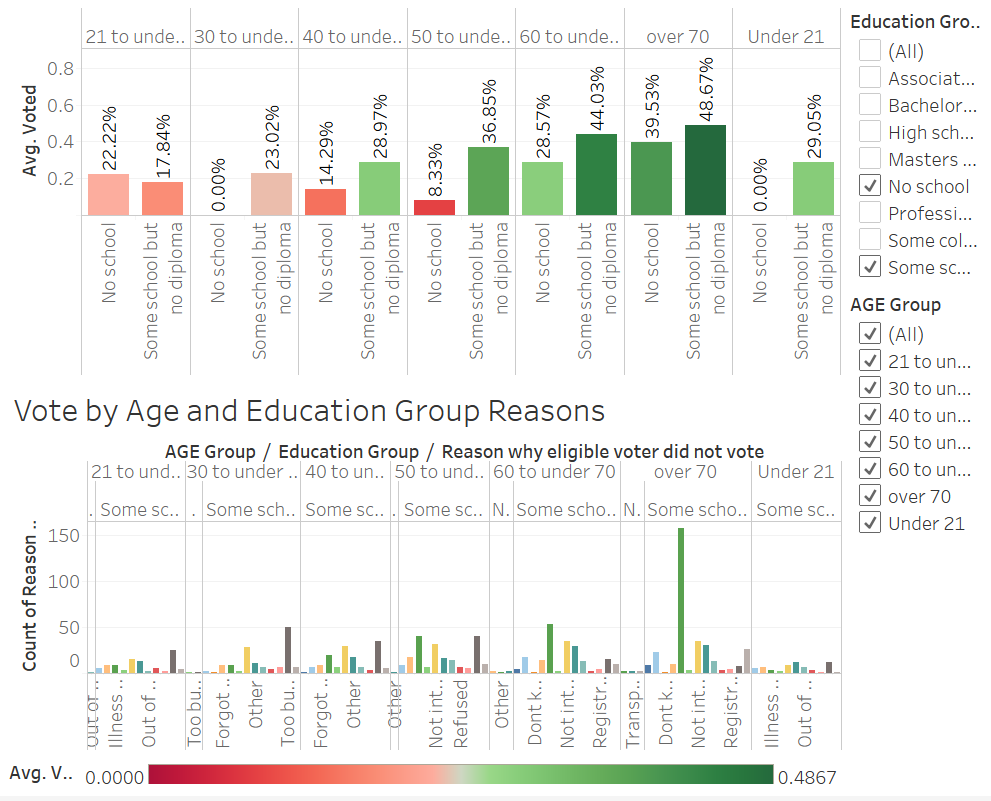 21 to unde..
30 to unde..
40 to unde..
50 to unde..
60 to unde..
over 70
Under 21
Avg. Voted
0.8
0.6
0.4
0.2
22.22%
17.84%
0.00%
23.02%
14.29%
28.97%
8.33%
36.85%
28.57%
44.03%
39.53%
48.67%
0.00%
29.05%
No school
Some school but
no diploma
No school
Some school but
no diploma
No school
Some school but
no diploma
No school
Some school but
no diploma
No school
Some school but
no diploma
No school
Some school but
no diploma
No school
Some school but
no diploma
Education Gro..
(All)
Associat...
Bachelor...
High sch...
Masters ...
No school
Professi...
Some col...
Some sc...
AGE Group
(All)
21 to un...
30 to un...
40 to un...
50 to un...
60 to un...
over 70
Under 21
Vote by Age and Education Group Reasons
AGE Group / Education Group / Reason why eligible voter did not vote
21 to und..
30 to under ..
40 to un..
50 to und..
60 to under 70
over 70
Under 21
. Some sc..
. Some sch..
Some sc..
. Some sc..
N.. Some scho..
N.. Some scho..
Some sc..
Count of Reason ..
150
100
50
0
Out of ..
Illness ..
Out of ..
Too bu..
Forgot ..
Other
Too bu..
Forgot ..
Other
Other
Not int..
Refused
Other
Dont k..
Not int..
Registr..
Transp..
Dont k..
Not int..
Registr..
Illness ..
Out of ..
Avg. V..
0.0000
0.4867